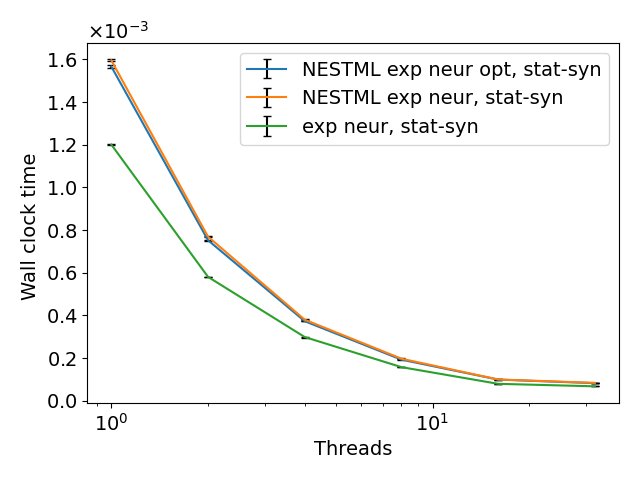 ×10⁻³
1.6
1.4
1.2
1.0
0.8
0.6
0.4
0.2
0.0
Wall clock time
NESTML exp neur opt, stat-syn
NESTML exp neur, stat-syn
exp neur, stat-syn
10⁰
10¹
Threads